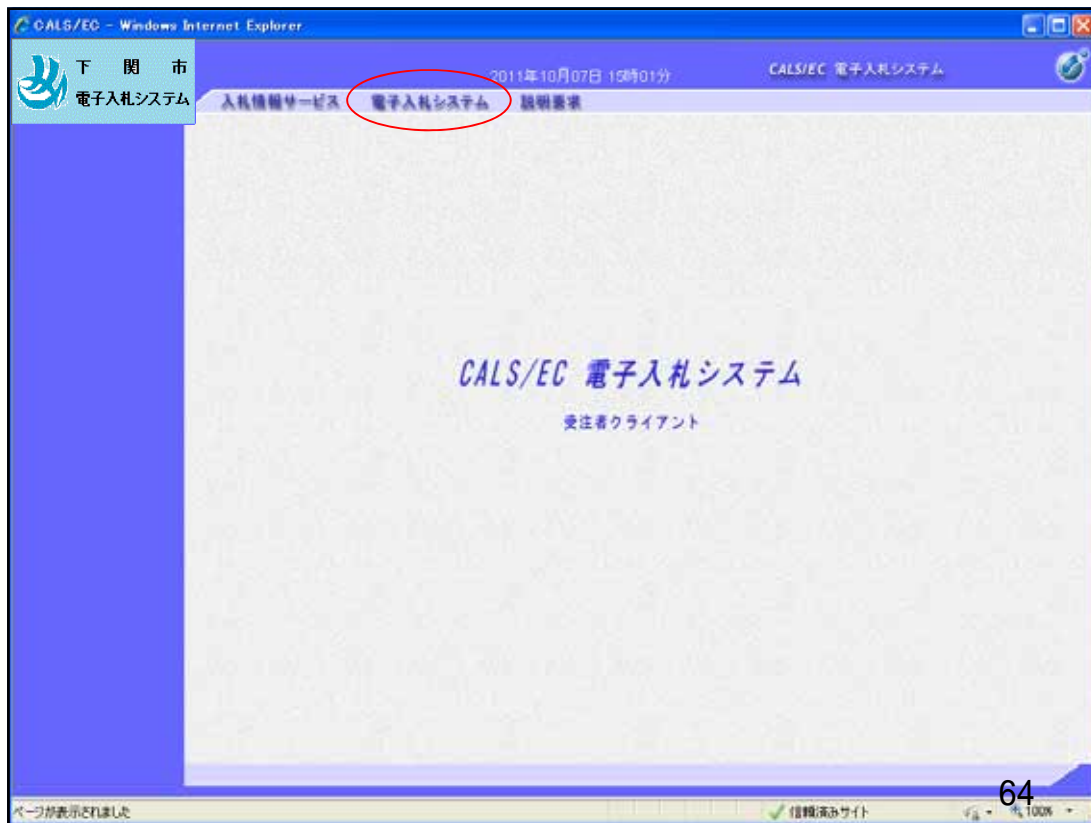 CALS/EC - Windows Internet Explorer
下 関 市
電子入札システム
2011年10月07日 15時01分
CALS/EC 電子入札システム
入札情報サービス 電子入札システム 説明要求
CALS/EC 電子入札システム
受注者クライアント
64
ページが表示されました
信頼済みサイト
100%